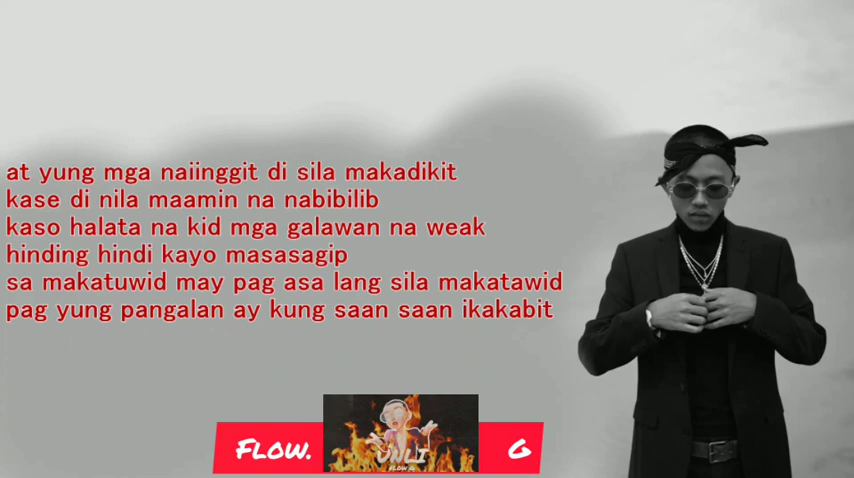 at yung mga naiinggit di sila makadikit
kase di nila maamin na nabibilib
kaso halata na kid mga galawan na weak
hinding hindi kayo masasagip
sa makatuwid may pag asa lang sila makatawid
pag yung pangalan ay kung saan saan ikakabit
FLOW. G
UNLI
FLOW G